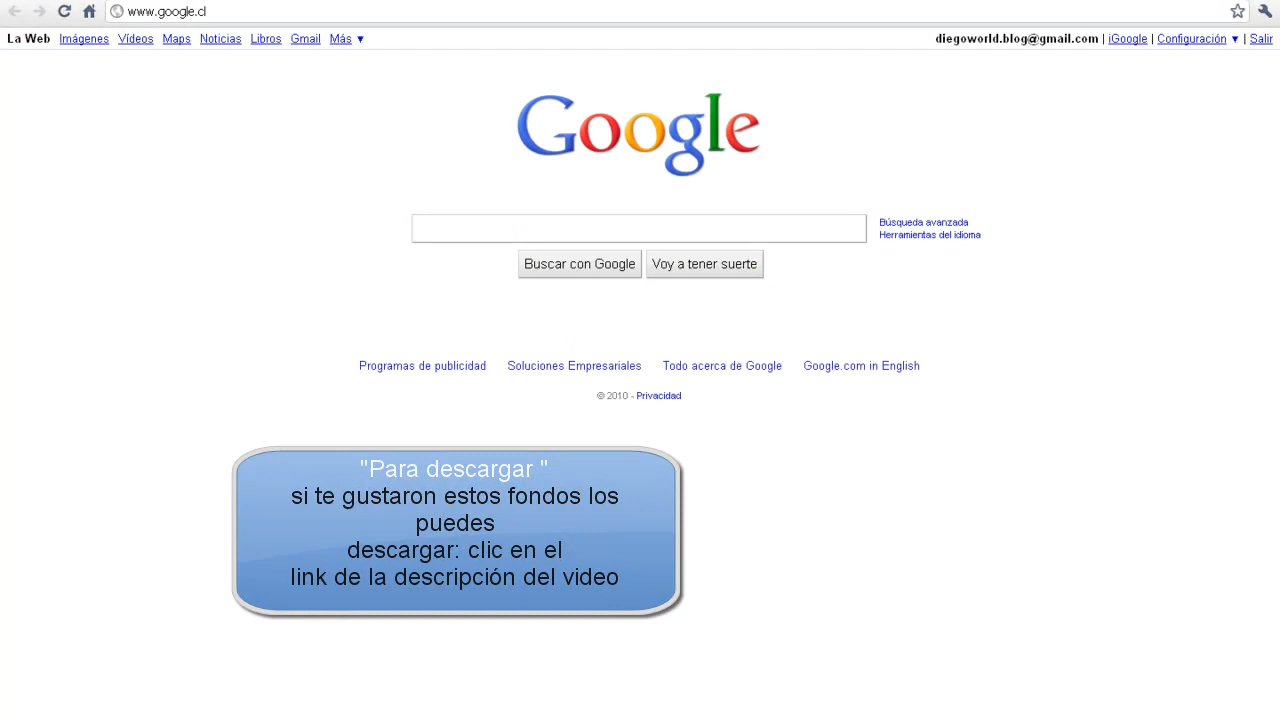 www.google.cl
La Web Imágenes Vídeos Maps Noticias Libros Gmail Más ▼ diegoworld.blog@gmail.com | iGoogle | Configuración ▼ | Salir
Google
Búsqueda avanzada
Herramientas del idioma
Buscar con Google Voy a tener suerte
Programas de publicidad Soluciones Empresariales Todo acerca de Google Google.com in English
© 2010 - Privacidad
"Para descargar "
si te gustaron estos fondos los
puedes
descargar: clic en el
link de la descripción del video